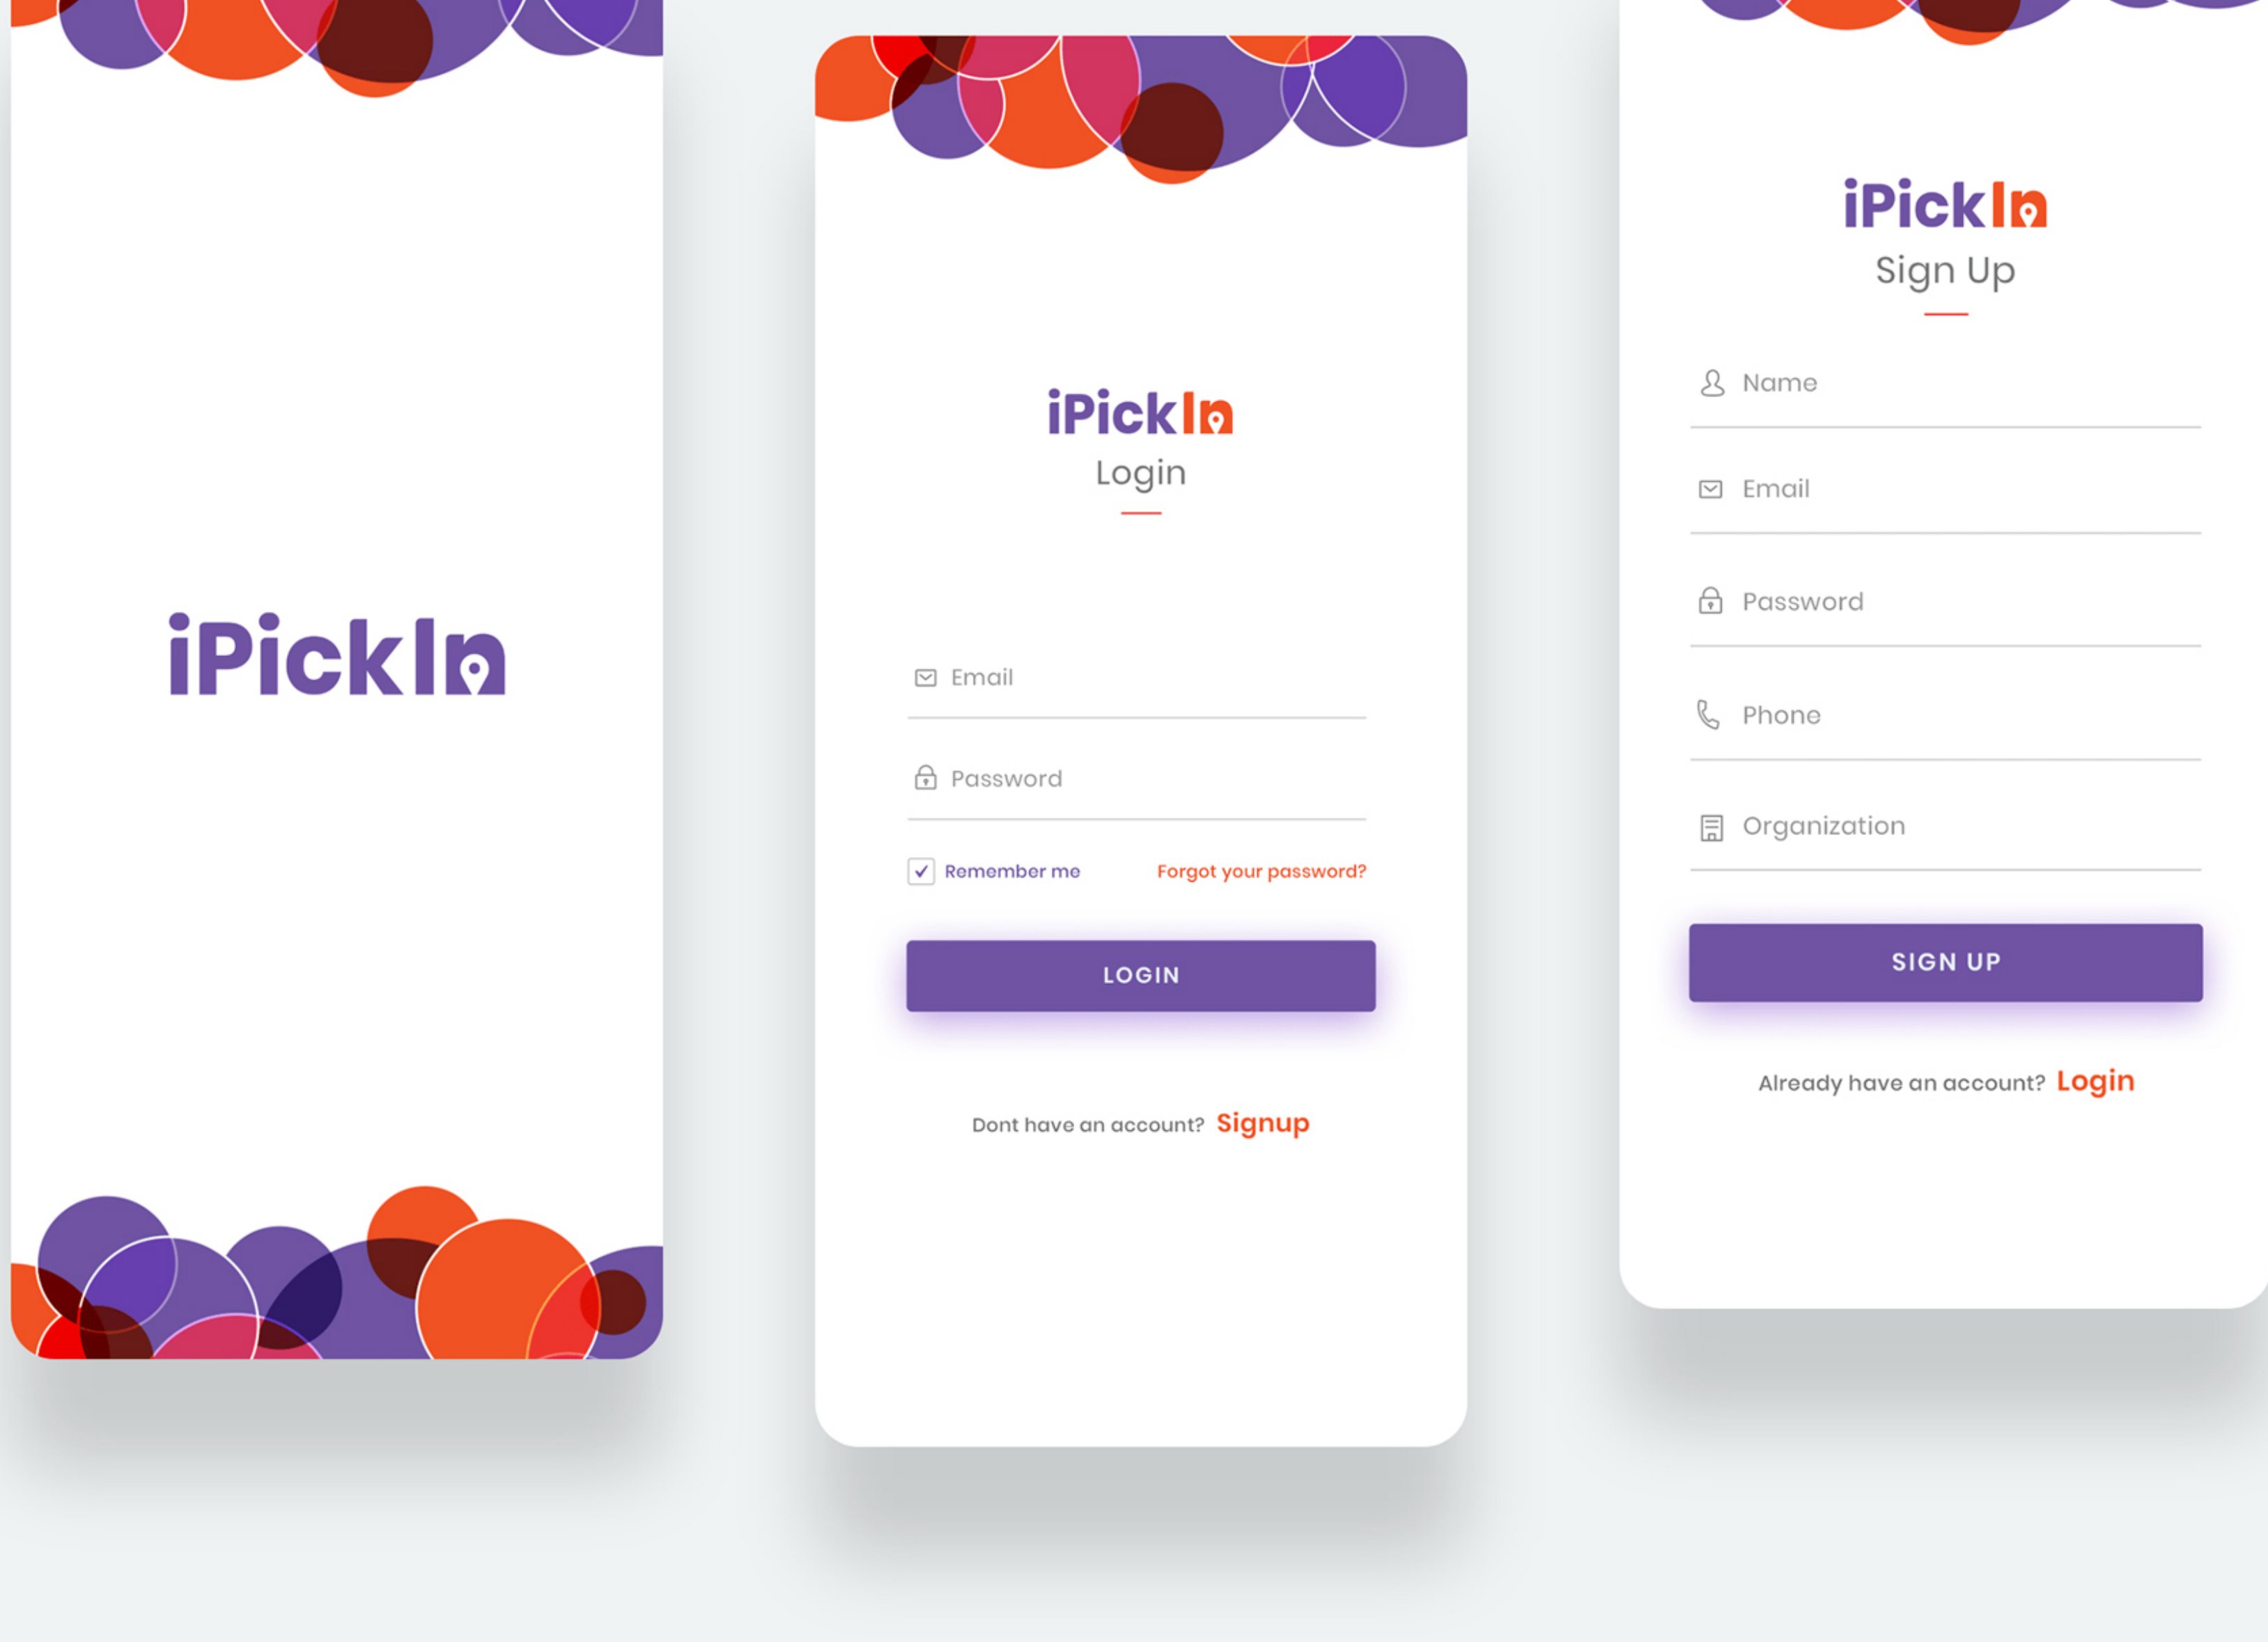 iPickIn
iPickIn
Login
Email
Password
Remember me
Forgot your password?
LOGIN
Dont have an account? Signup
iPickIn
Sign Up
Name
Email
Password
Phone
Organization
SIGN UP
Already have an account? Login